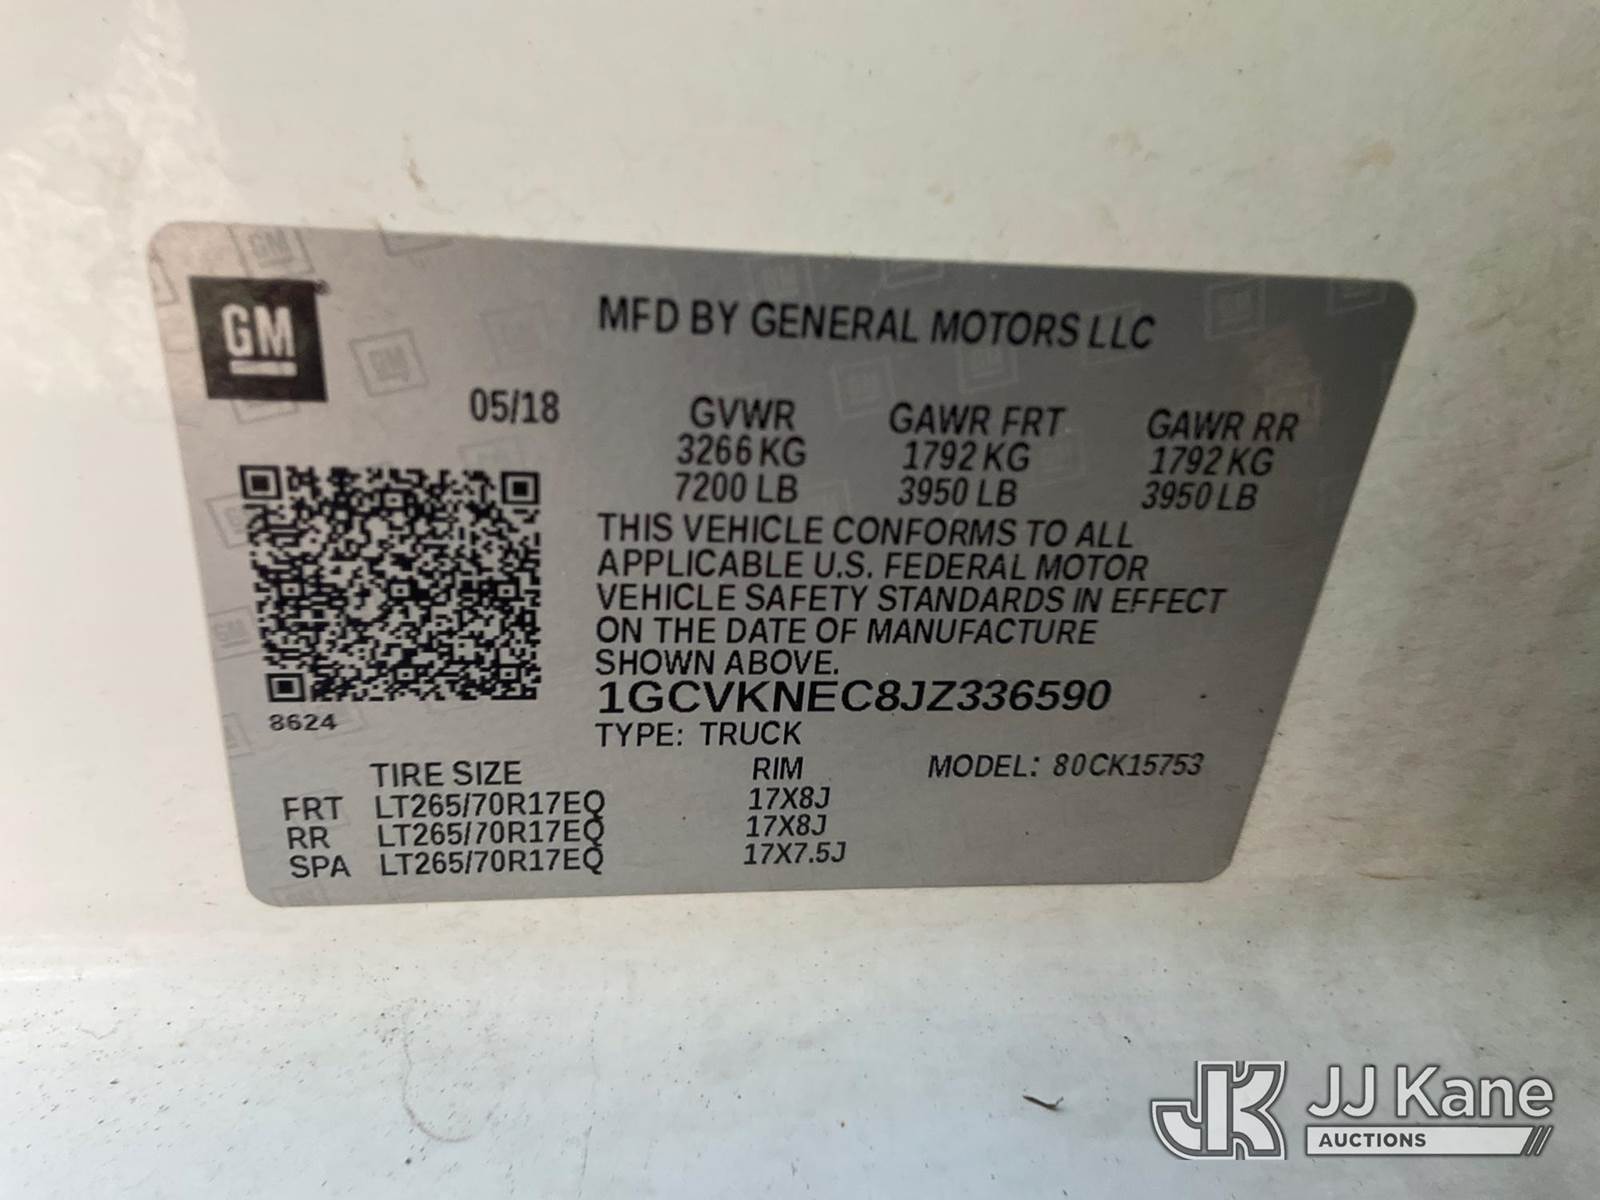 GM
MFD BY GENERAL MOTORS LLC
05/18 GVWR GAWR FRT GAWR RR
3266 KG 1792 KG 1792 KG
7200 LB 3950 LB 3950 LB
THIS VEHICLE CONFORMS TO ALL
APPLICABLE U.S. FEDERAL MOTOR
VEHICLE SAFETY STANDARDS IN EFFECT
ON THE DATE OF MANUFACTURE
SHOWN ABOVE.
1GCVKNEC8JZ336590
8624
TYPE: TRUCK
TIRE SIZE RIM MODEL: 80CK15753
FRT LT265/70R17EQ 17X8J
RR LT265/70R17EQ 17X8J
SPA LT265/70R17EQ 17X7.5J
JK JJ Kane
AUCTIONS